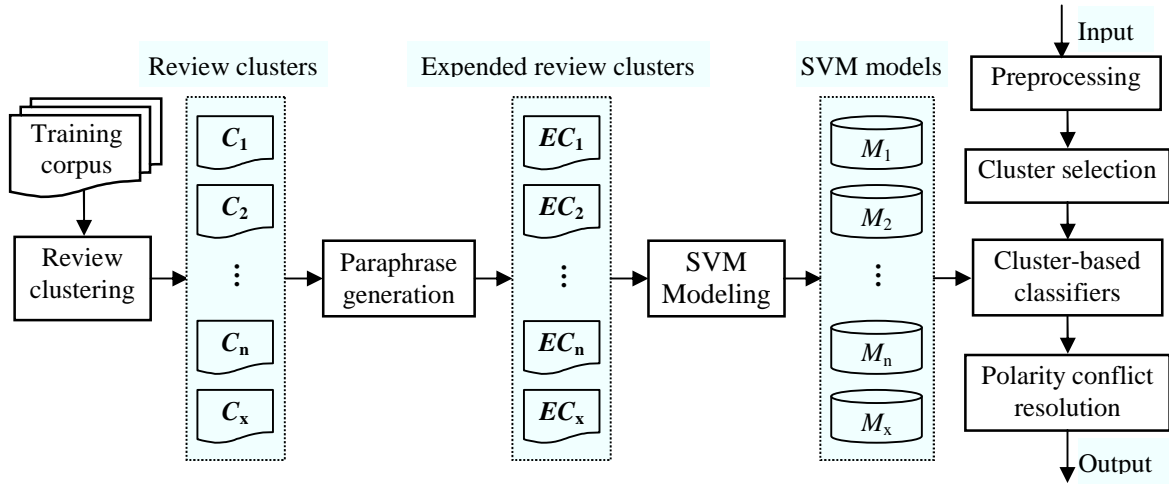 Input
Review clusters
Expended review clusters
SVM models
Preprocessing
Training
corpus
C1
EC1
M1
Cluster selection
C2
EC2
M2
Review
clustering
⋮
Paraphrase
generation
⋮
SVM
Modeling
⋮
Cluster-based
classifiers
Cn
ECn
Mn
Polarity conflict
resolution
Cx
ECx
Mx
Output